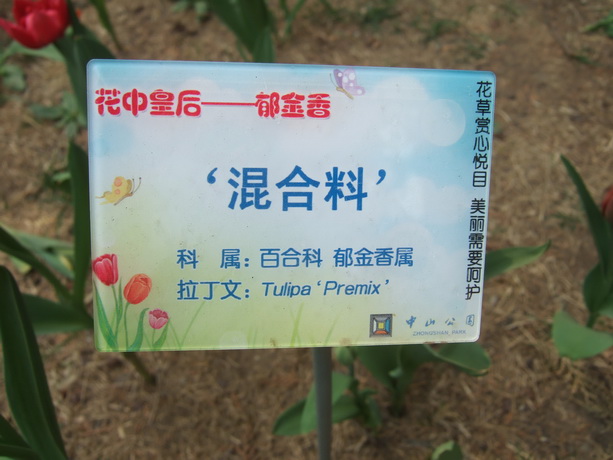 花中皇后——郁金香
‘混合料’
科 属：百合科 郁金香属
拉丁文：Tulipa ‘Premix’
花草赏心悦目 美丽需要呵护
中山公园
ZHONGSHAN PARK